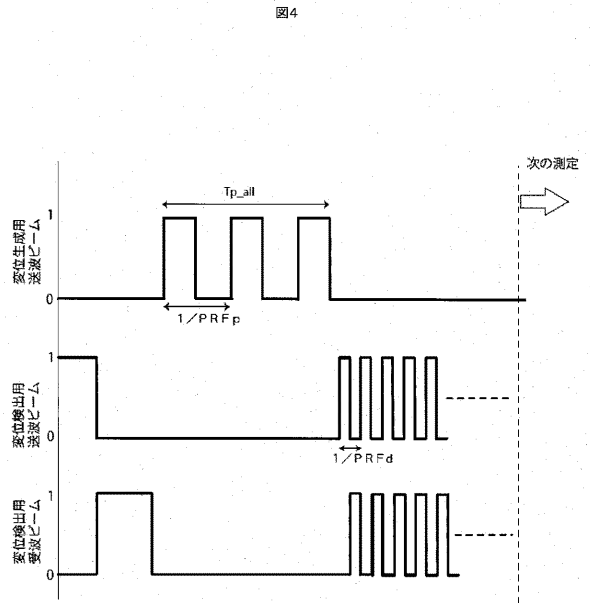 図4
次の測定
Tp_all
変位生成用
送波ビーム
1
0
1／PRFp
変位検出用
送波ビーム
1
0
1／PRFd
変位検出用
受波ビーム
1
0